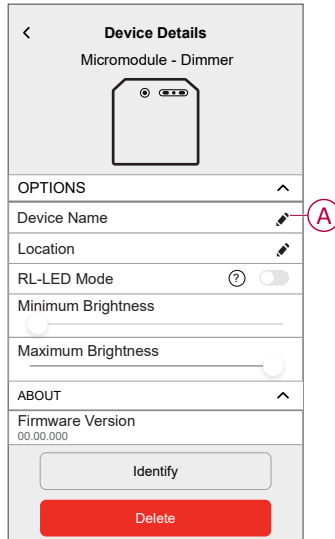 Device Details
Micromodule - Dimmer
OPTIONS
Device Name
A
Location
RL-LED Mode ?
Minimum Brightness
Maximum Brightness
ABOUT
Firmware Version
00.00.000
Identify
Delete